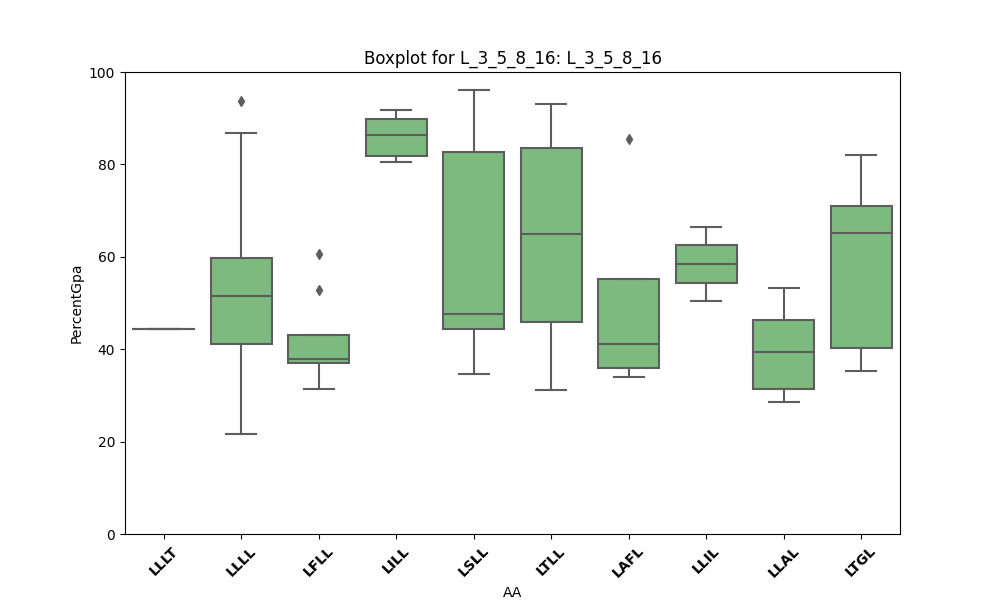 Boxplot for L_3_5_8_16: L_3_5_8_16
PercentGpa
100
80
60
40
20
0
LLLT LLLL LFLL LILL LSLL LTLL LAFL LLIL LLAL LTGL
AA